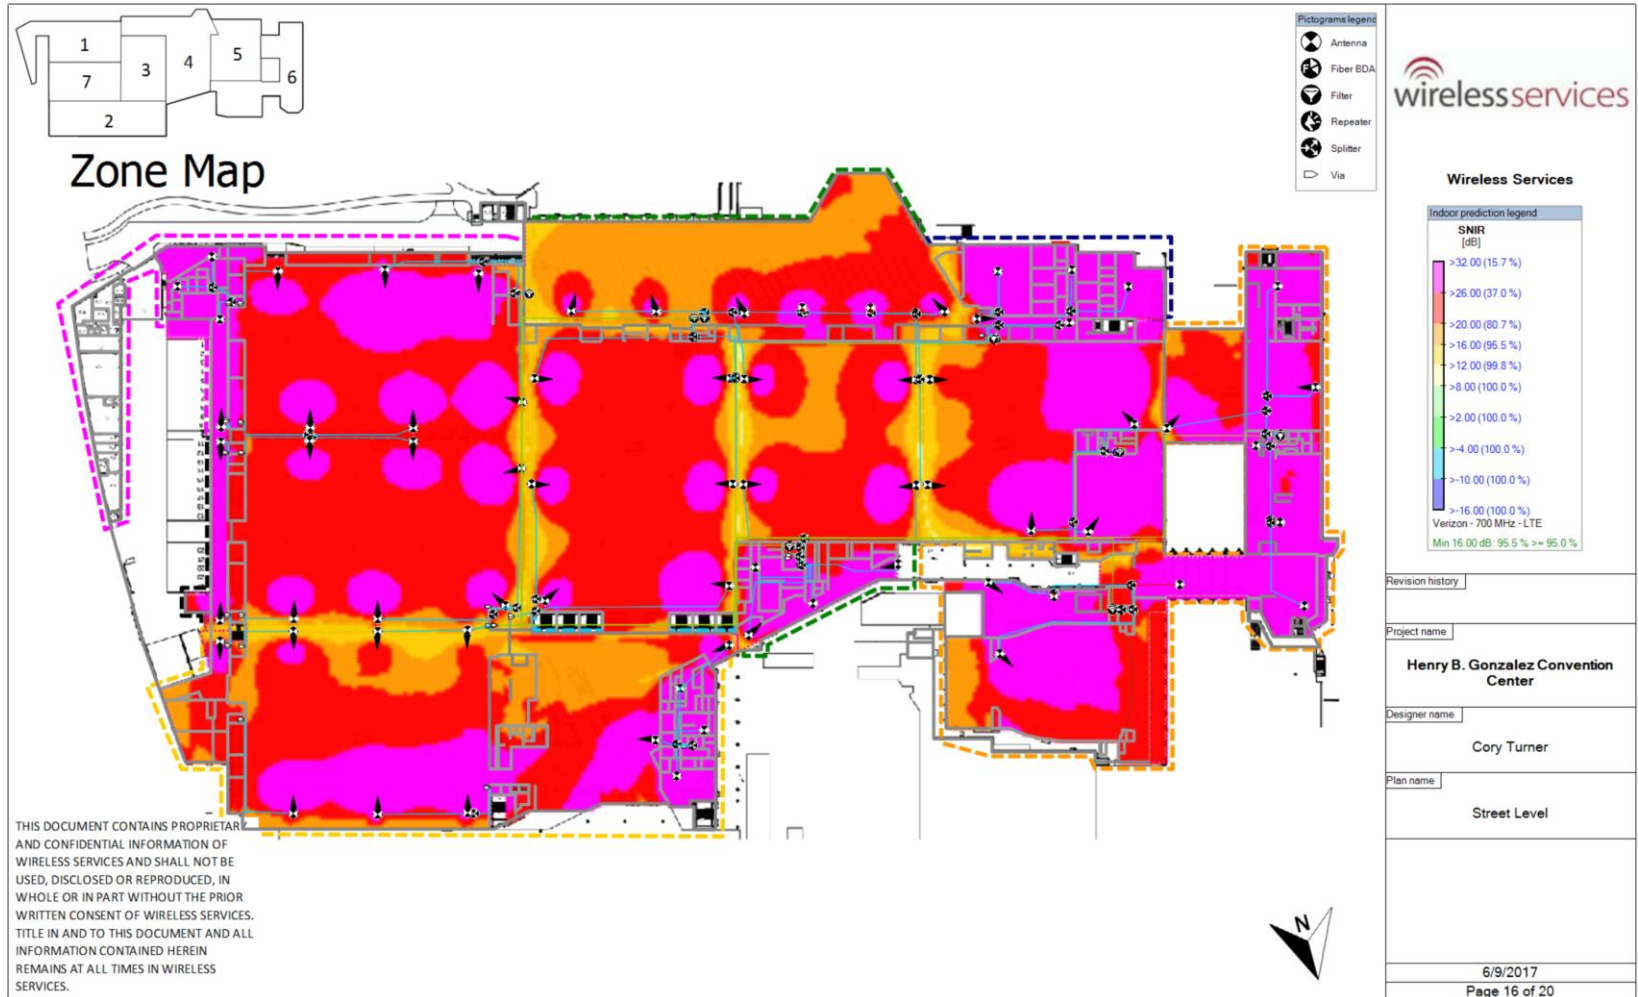 1
5
4
3
7
6
2
Zone Map
Pictograms legend
Antenna
Fiber BDA
Filter
Repeater
Splitter
Via
wirelessservices
Wireless Services
Indoor prediction legend
SNIR
[dB]
>32.00 (15.7 %)
>26.00 (37.0 %)
>20.00 (80.7 %)
>16.00 (95.5 %)
>12.00 (99.8 %)
>8.00 (100.0 %)
>2.00 (100.0 %)
>-4.00 (100.0 %)
>-10.00 (100.0 %)
>-16.00 (100.0 %)
Verizon - 700 MHz - LTE
Min 16.00 dB: 95.5 % >= 95.0 %
Revision history
Project name
Henry B. Gonzalez Convention
Center
Designer name
Cory Turner
Plan name
Street Level
THIS DOCUMENT CONTAINS PROPRIETARY
AND CONFIDENTIAL INFORMATION OF
WIRELESS SERVICES AND SHALL NOT BE
USED, DISCLOSED OR REPRODUCED, IN
WHOLE OR IN PART WITHOUT THE PRIOR
WRITTEN CONSENT OF WIRELESS SERVICES.
TITLE IN AND TO THIS DOCUMENT AND ALL
INFORMATION CONTAINED HEREIN
REMAINS AT ALL TIMES IN WIRELESS
SERVICES.
N
6/9/2017
Page 16 of 20